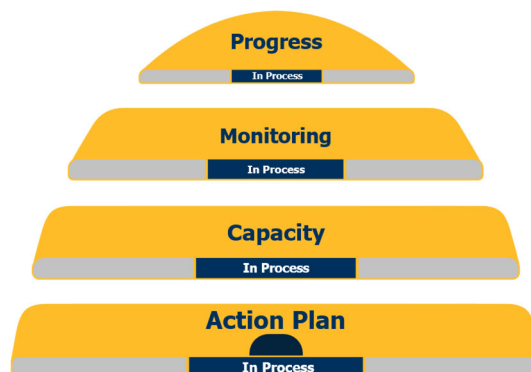 Progress
In Process
Monitoring
In Process
Capacity
In Process
Action Plan
In Process